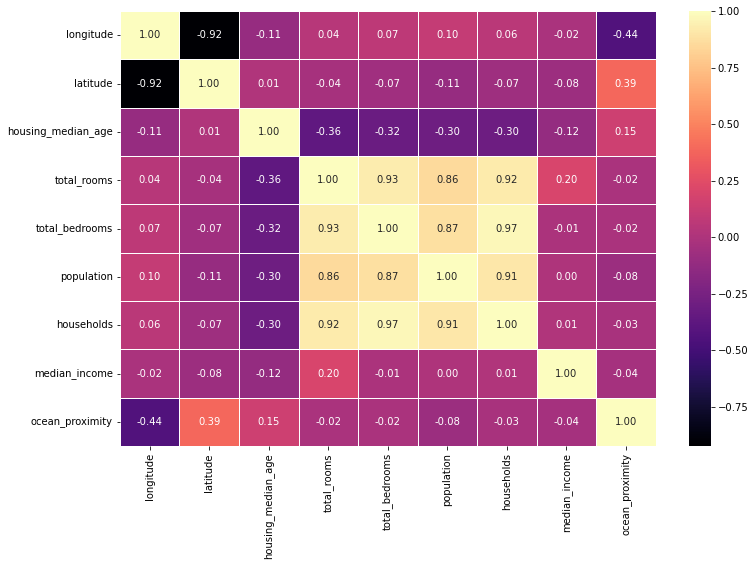 longitude 1.00 -0.92 -0.11 0.04 0.07 0.10 0.06 -0.02 -0.44
latitude -0.92 1.00 0.01 -0.04 -0.07 -0.11 -0.07 -0.08 0.39
housing_median_age -0.11 0.01 1.00 -0.36 -0.32 -0.30 -0.30 -0.12 0.15
total_rooms 0.04 -0.04 -0.36 1.00 0.93 0.86 0.92 0.20 -0.02
total_bedrooms 0.07 -0.07 -0.32 0.93 1.00 0.87 0.97 -0.01 -0.02
population 0.10 -0.11 -0.30 0.86 0.87 1.00 0.91 0.00 -0.08
households 0.06 -0.07 -0.30 0.92 0.97 0.91 1.00 0.01 -0.03
median_income -0.02 -0.08 -0.12 0.20 -0.01 0.00 0.01 1.00 -0.04
ocean_proximity -0.44 0.39 0.15 -0.02 -0.02 -0.08 -0.03 -0.04 1.00
longitude
latitude
housing_median_age
total_rooms
total_bedrooms
population
households
median_income
ocean_proximity
1.00
0.75
0.50
0.25
0.00
−0.25
−0.50
−0.75